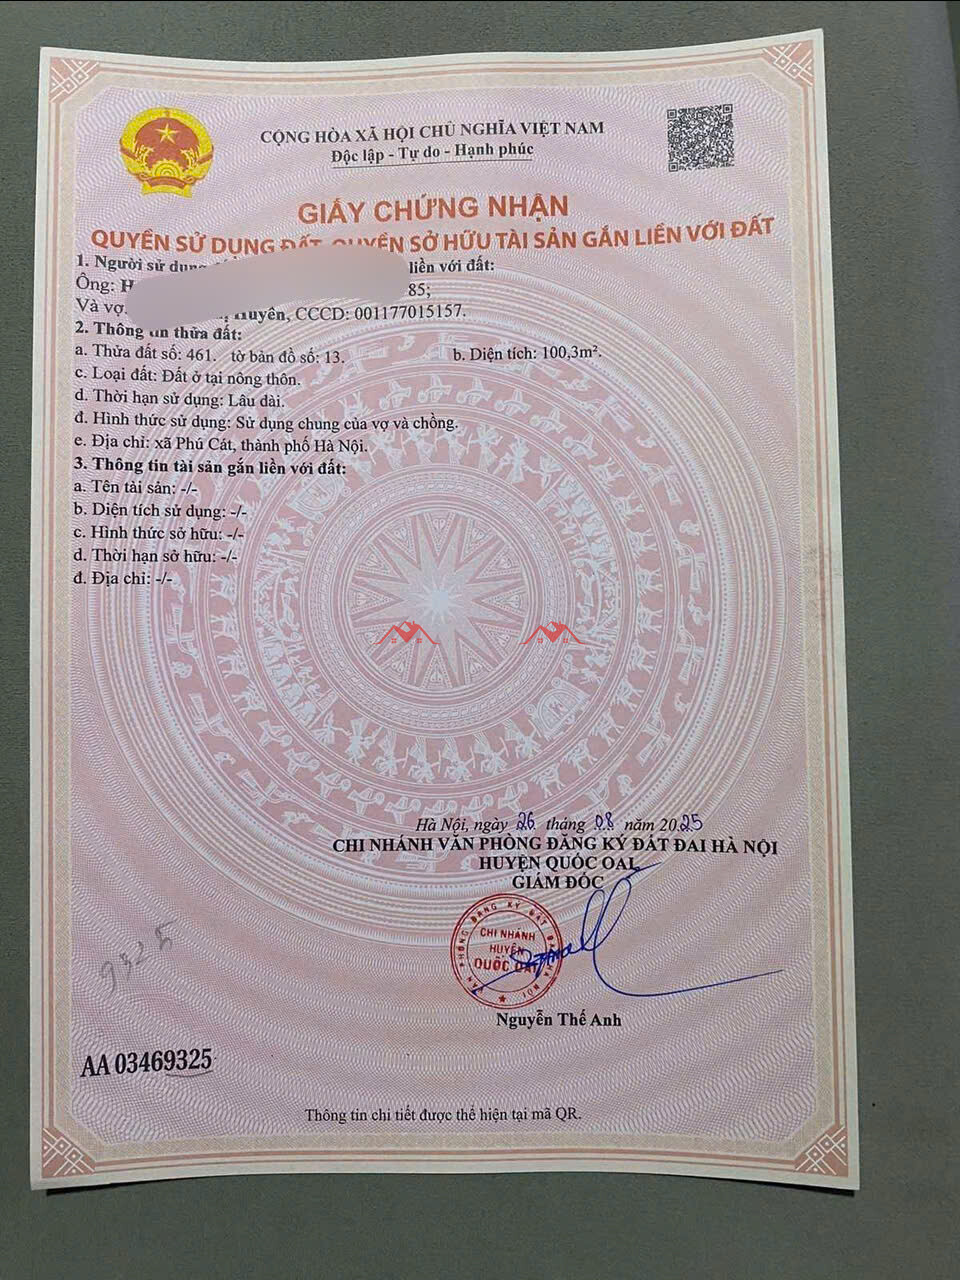 CỘNG HÒA XÃ HỘI CHỦ NGHĨA VIỆT NAM
Độc lập - Tự do - Hạnh phúc
GIẤY CHỨNG NHẬN
QUYỀN SỬ DỤNG ĐẤT, QUYỀN SỞ HỮU TÀI SẢN GẮN LIỀN VỚI ĐẤT
1. Người sử dụng liền với đất:
Ông: 85;
Và vợ Huyền, CCCD: 001177015157.
2. Thông tin thửa đất:
a. Thửa đất số: 461. tờ bản đồ số: 13. b. Diện tích: 100,3m².
c. Loại đất: Đất ở tại nông thôn.
d. Thời hạn sử dụng: Lâu dài.
đ. Hình thức sử dụng: Sử dụng chung của vợ và chồng.
e. Địa chỉ: xã Phú Cát, thành phố Hà Nội.
3. Thông tin tài sản gắn liền với đất:
a. Tên tài sản: -/-
b. Diện tích sử dụng: -/-
c. Hình thức sở hữu: -/-
d. Thời hạn sở hữu: -/-
đ. Địa chỉ: -/-
Hà Nội, ngày 26 tháng 08 năm 2025
CHI NHÁNH VĂN PHÒNG ĐĂNG KÝ ĐẤT ĐAI HÀ NỘI
HUYỆN QUỐC OAI
GIÁM ĐỐC
VĂN PHÒNG ĐĂNG KÝ ĐẤT ĐAI HÀ NỘI
CHI NHÁNH
HUYỆN
QUỐC OAI
Nguyễn Thế Anh
9325
AA 03469325
Thông tin chi tiết được thể hiện tại mã QR.